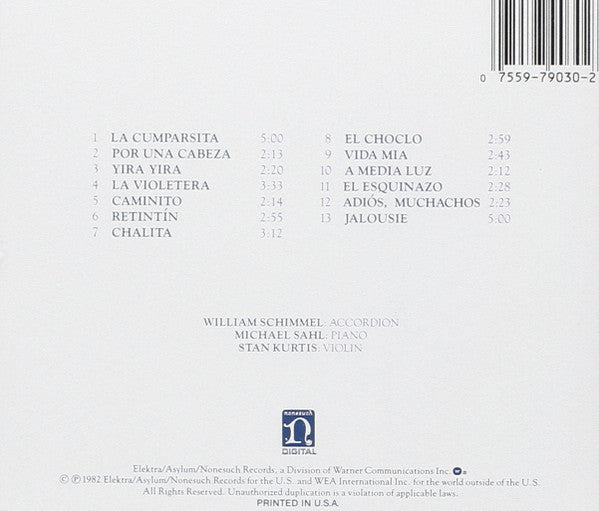 0 7559-79030-2
1 LA CUMPARSITA 5:00
2 POR UNA CABEZA 2:13
3 YIRA YIRA 2:20
4 LA VIOLETERA 3:33
5 CAMINITO 2:14
6 RETINTÍN 2:55
7 CHALITA 3:12
8 EL CHOCLO 2:59
9 VIDA MIA 2:43
10 A MEDIA LUZ 2:12
11 EL ESQUINAZO 2:28
12 ADIÓS, MUCHACHOS 2:23
13 JALOUSIE 5:00
WILLIAM SCHIMMEL: ACCORDION
MICHAEL SAHL: PIANO
STAN KURTIS: VIOLIN
nonesuch
n
DIGITAL
Elektra/Asylum/Nonesuch Records, a Division of Warner Communications Inc. W ®
© ℗ 1982 Elektra/Asylum/Nonesuch Records for the U.S. and WEA International Inc. for the world outside of the U.S.
All Rights Reserved. Unauthorized duplication is a violation of applicable laws.
PRINTED IN U.S.A.